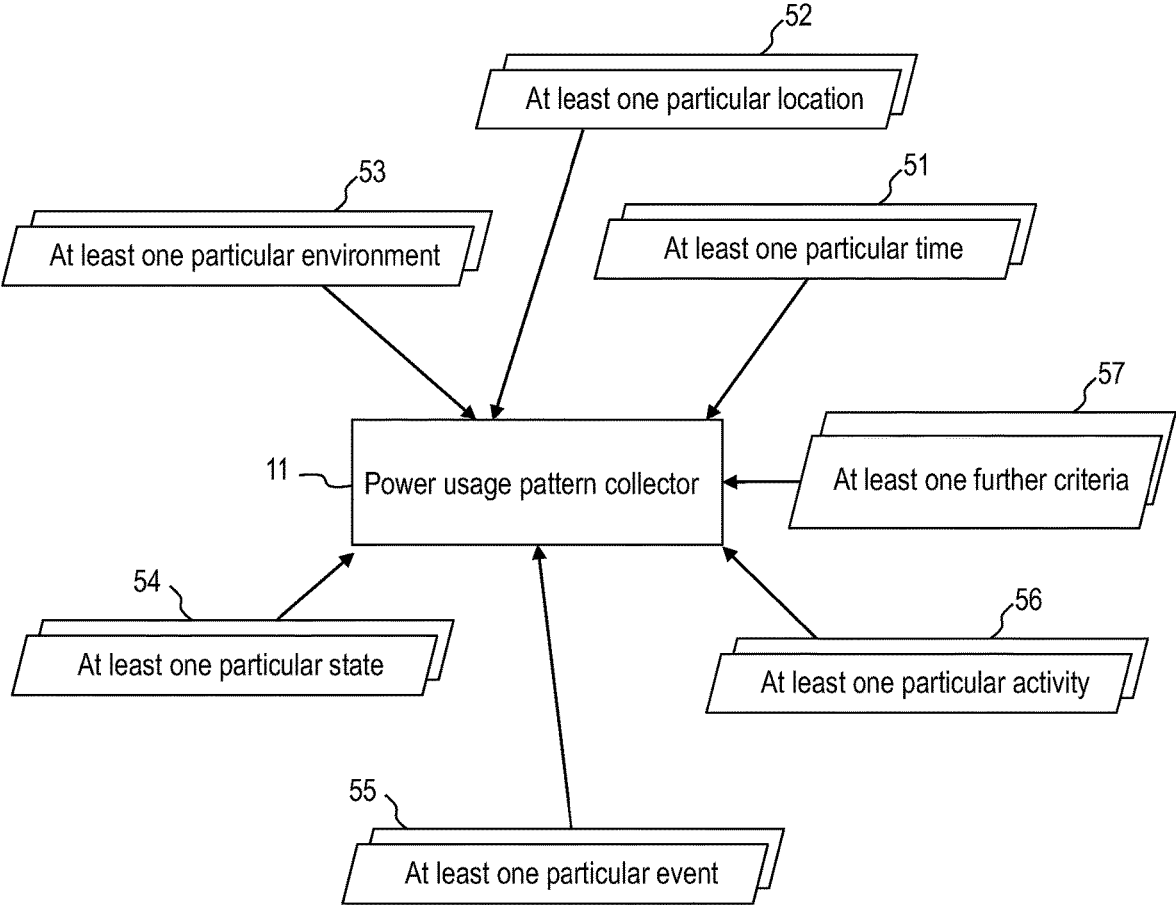 52
At least one particular location
53
At least one particular environment
51
At least one particular time
57
At least one further criteria
11
Power usage pattern collector
54
At least one particular state
56
At least one particular activity
55
At least one particular event